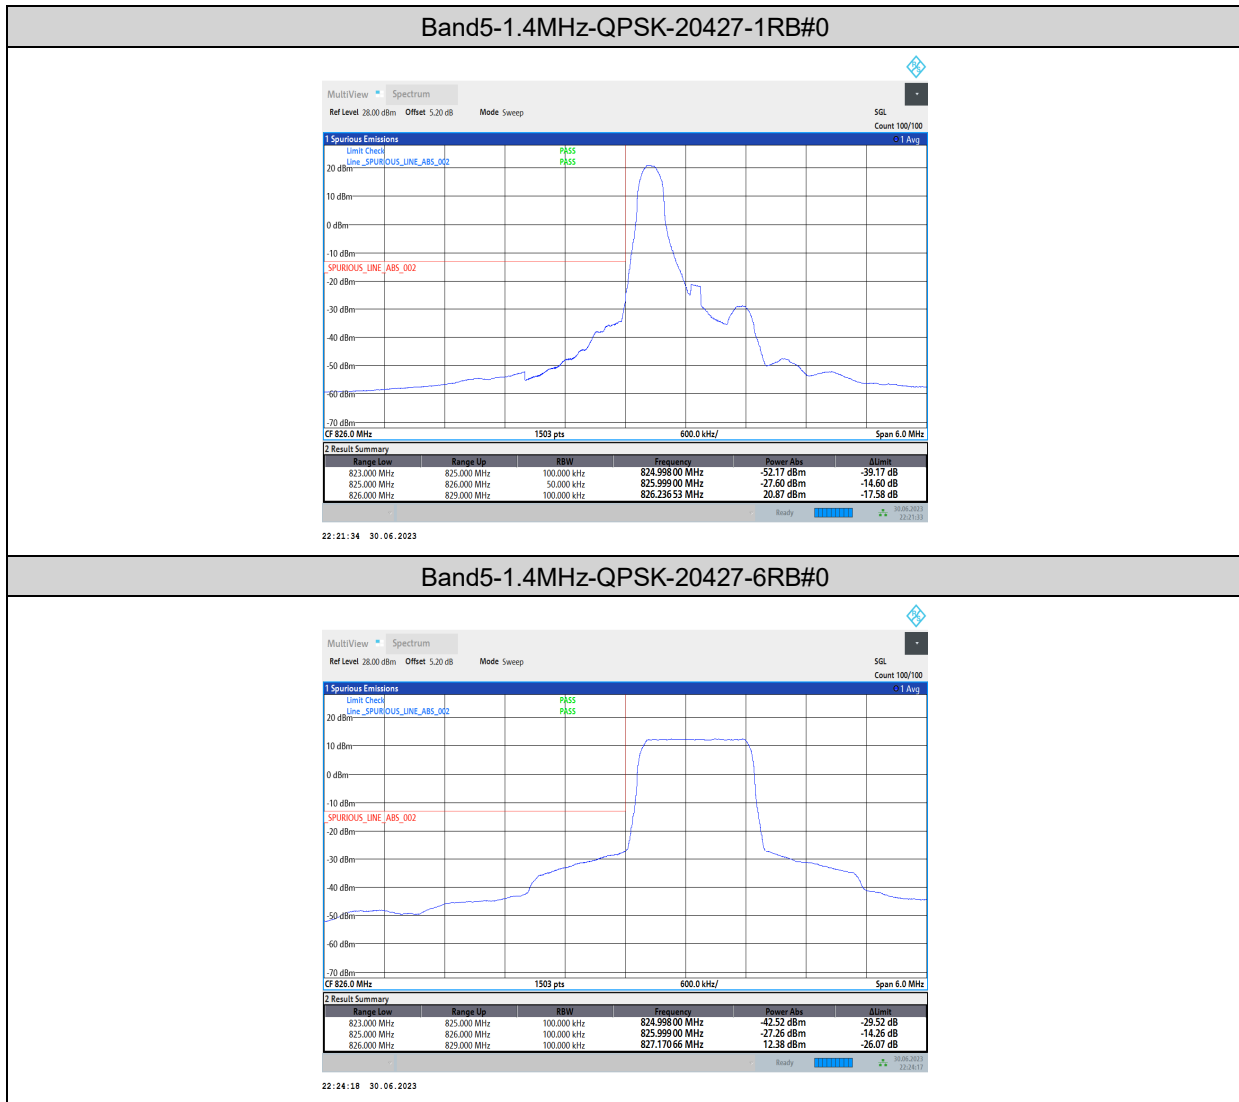 Band5-1.4MHz-QPSK-20427-1RB#0
MultiView Spectrum
Ref Level 28.00 dBm Offset 5.20 dB Mode Sweep SGL
Count 100/100
1 Spurious Emissions 1 Avg
Limit Check PASS
Line _SPURIOUS_LINE_ABS_002 PASS
20 dBm
10 dBm
0 dBm
-10 dBm
_SPURIOUS_LINE_ABS_002
-20 dBm
-30 dBm
-40 dBm
-50 dBm
-60 dBm
-70 dBm
CF 826.0 MHz 1503 pts 600.0 kHz/ Span 6.0 MHz
2 Result Summary
Range Low Range Up RBW Frequency Power Abs ΔLimit
823.000 MHz 825.000 MHz 100.000 kHz 824.99800 MHz -52.17 dBm -39.17 dB
825.000 MHz 826.000 MHz 50.000 kHz 825.99900 MHz -27.60 dBm -14.60 dB
826.000 MHz 829.000 MHz 100.000 kHz 826.23653 MHz 20.87 dBm -17.58 dB
Ready 30.06.2023
22:21:33
22:21:34 30.06.2023
Band5-1.4MHz-QPSK-20427-6RB#0
MultiView Spectrum
Ref Level 28.00 dBm Offset 5.20 dB Mode Sweep SGL
Count 100/100
1 Spurious Emissions 1 Avg
Limit Check PASS
Line _SPURIOUS_LINE_ABS_002 PASS
20 dBm
10 dBm
0 dBm
-10 dBm
_SPURIOUS_LINE_ABS_002
-20 dBm
-30 dBm
-40 dBm
-50 dBm
-60 dBm
-70 dBm
CF 826.0 MHz 1503 pts 600.0 kHz/ Span 6.0 MHz
2 Result Summary
Range Low Range Up RBW Frequency Power Abs ΔLimit
823.000 MHz 825.000 MHz 100.000 kHz 824.99800 MHz -42.52 dBm -29.52 dB
825.000 MHz 826.000 MHz 100.000 kHz 825.99900 MHz -27.26 dBm -14.26 dB
826.000 MHz 829.000 MHz 100.000 kHz 827.17066 MHz 12.38 dBm -26.07 dB
Ready 30.06.2023
22:24:17
22:24:18 30.06.2023